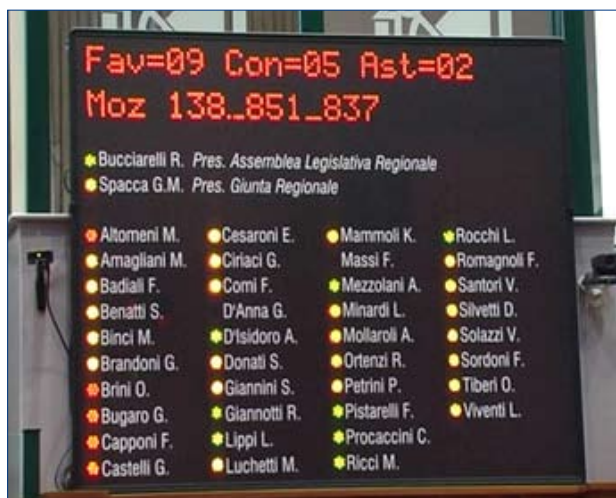 Fav=09 Con=05 Ast=02
Moz 138_851_837
Bucciarelli R. Pres. Assemblea Legislativa Regionale
Spacca G.M. Pres. Giunta Regionale
Altomeni M.
Amagliani M.
Badiali F.
Benatti S.
Binci M.
Brandoni G.
Brini O.
Bugaro G.
Capponi F.
Castelli G.
Cesaroni E.
Ciriaci G.
Comi F.
D'Anna G.
D'Isidoro A.
Donati S.
Giannini S.
Giannotti R.
Lippi L.
Luchetti M.
Mammoli K.
Massi F.
Mezzolani A.
Minardi L.
Mollaroli A.
Ortenzi R.
Petrini P.
Pistarelli F.
Procaccini C.
Ricci M.
Rocchi L.
Romagnoli F.
Santori V.
Silvetti D.
Solazzi V.
Sordoni F.
Tiberi O.
Viventi L.